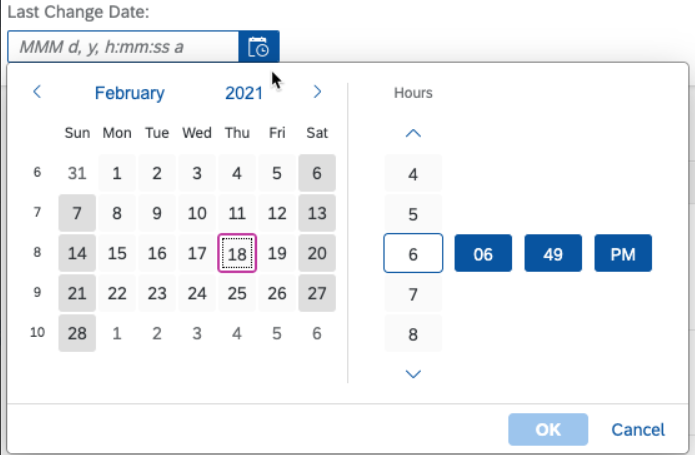 Last Change Date:
MMM d, y, h:mm:ss a
February 2021
Sun Mon Tue Wed Thu Fri Sat
6 31 1 2 3 4 5 6
7 7 8 9 10 11 12 13
8 14 15 16 17 18 19 20
9 21 22 23 24 25 26 27
10 28 1 2 3 4 5 6
Hours
4
5
6 06 49 PM
7
8
OK Cancel